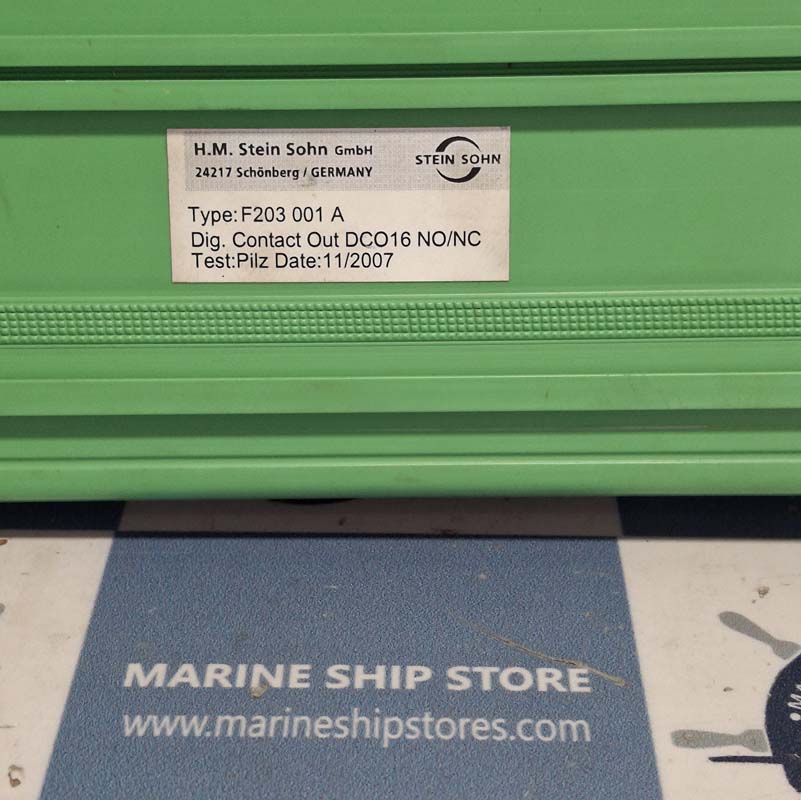 H.M. Stein Sohn GmbH
24217 Schönberg / GERMANY
STEIN SOHN
Type:F203 001 A
Dig. Contact Out DCO16 NO/NC
Test:Pilz Date:11/2007
MARINE SHIP STORE
www.marineshipstores.com